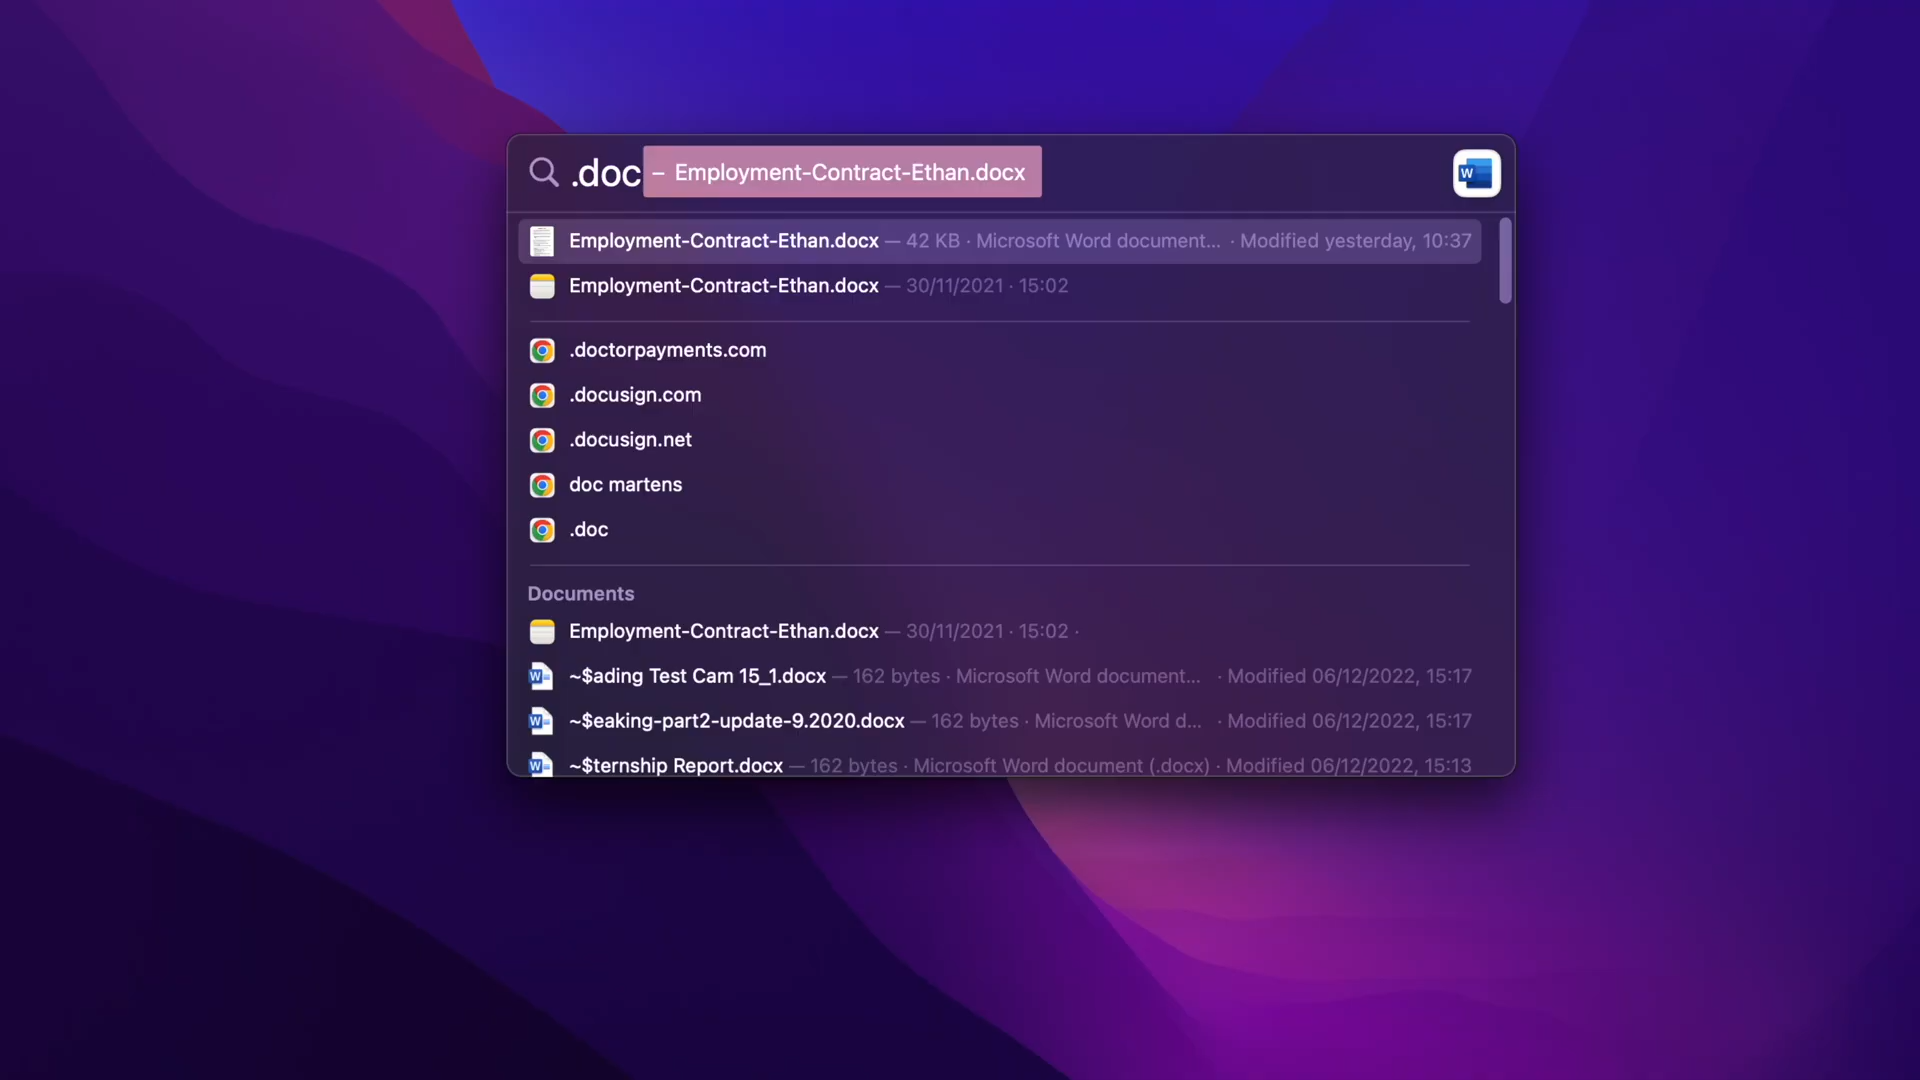 .doc – Employment-Contract-Ethan.docx
W
Employment-Contract-Ethan.docx — 42 KB · Microsoft Word document... · Modified yesterday, 10:37
Employment-Contract-Ethan.docx — 30/11/2021 · 15:02
.doctorpayments.com
.docusign.com
.docusign.net
doc martens
.doc
Documents
Employment-Contract-Ethan.docx — 30/11/2021 · 15:02 ·
W ~$ading Test Cam 15_1.docx — 162 bytes · Microsoft Word document... · Modified 06/12/2022, 15:17
W ~$eaking-part2-update-9.2020.docx — 162 bytes · Microsoft Word d... · Modified 06/12/2022, 15:17
W ~$ternship Report.docx — 162 bytes · Microsoft Word document (.docx) · Modified 06/12/2022, 15:13